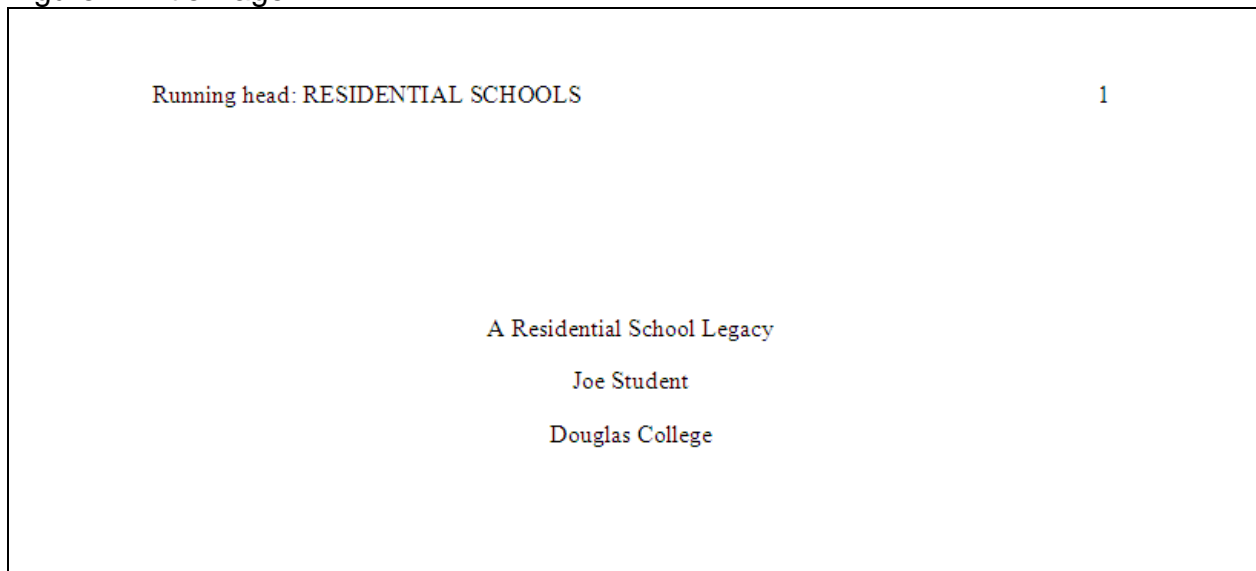 Running head: RESIDENTIAL SCHOOLS 1
A Residential School Legacy
Joe Student
Douglas College